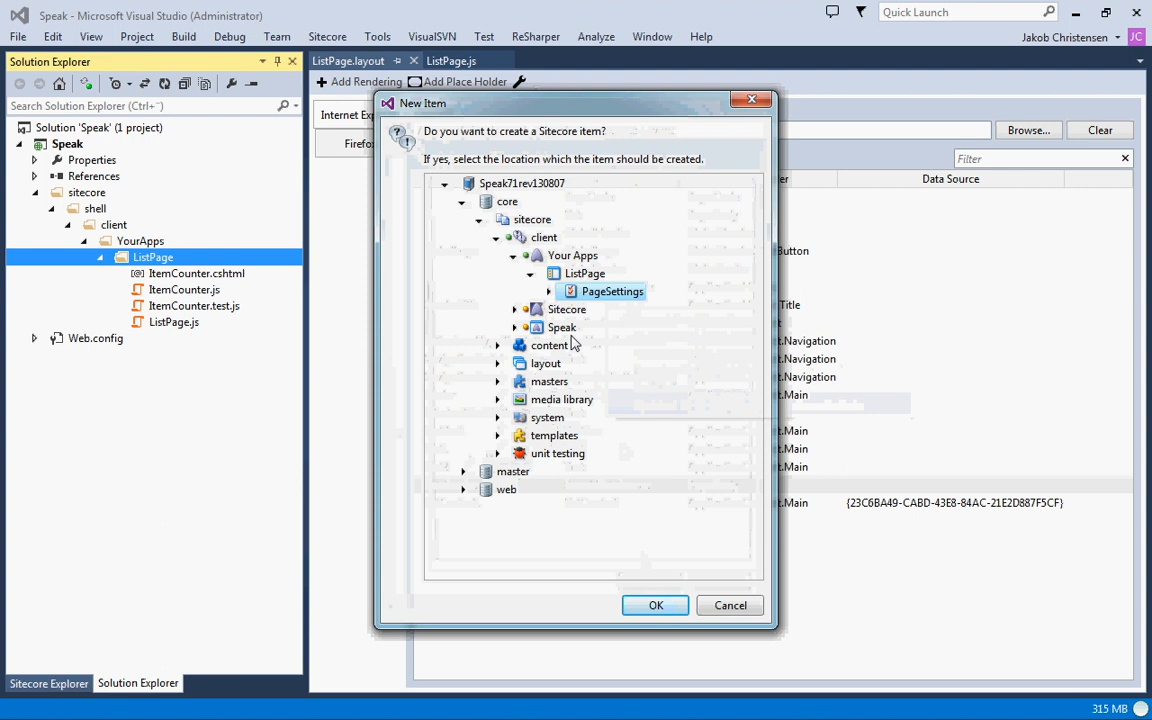 Speak - Microsoft Visual Studio (Administrator)
Quick Launch
File Edit View Project Build Debug Team Sitecore Tools VisualSVN Test ReSharper Analyze Window Help
Jakob Christensen JC
Solution Explorer
ListPage.layout
ListPage.js
Add Rendering
Add Place Holder
New Item
Search Solution Explorer (Ctrl+¨)
Internet Exp
Firefox
Do you want to create a Sitecore item?
If yes, select the location which the item should be created.
Browse...
Clear
Filter
Data Source
Solution 'Speak' (1 project)
Speak
Properties
References
sitecore
shell
client
YourApps
ListPage
ItemCounter.cshtml
ItemCounter.js
ItemCounter.test.js
ListPage.js
Web.config
Speak71rev130807
core
sitecore
client
Your Apps
ListPage
PageSettings
Sitecore
Speak
content
layout
masters
media library
system
templates
unit testing
master
web
er
utton
Title
t.Navigation
t.Navigation
t.Navigation
t.Main
t.Main
t.Main
t.Main
t.Main
{23C6BA49-CABD-43E8-84AC-21E2D887F5CF}
OK
Cancel
Sitecore Explorer
Solution Explorer
315 MB